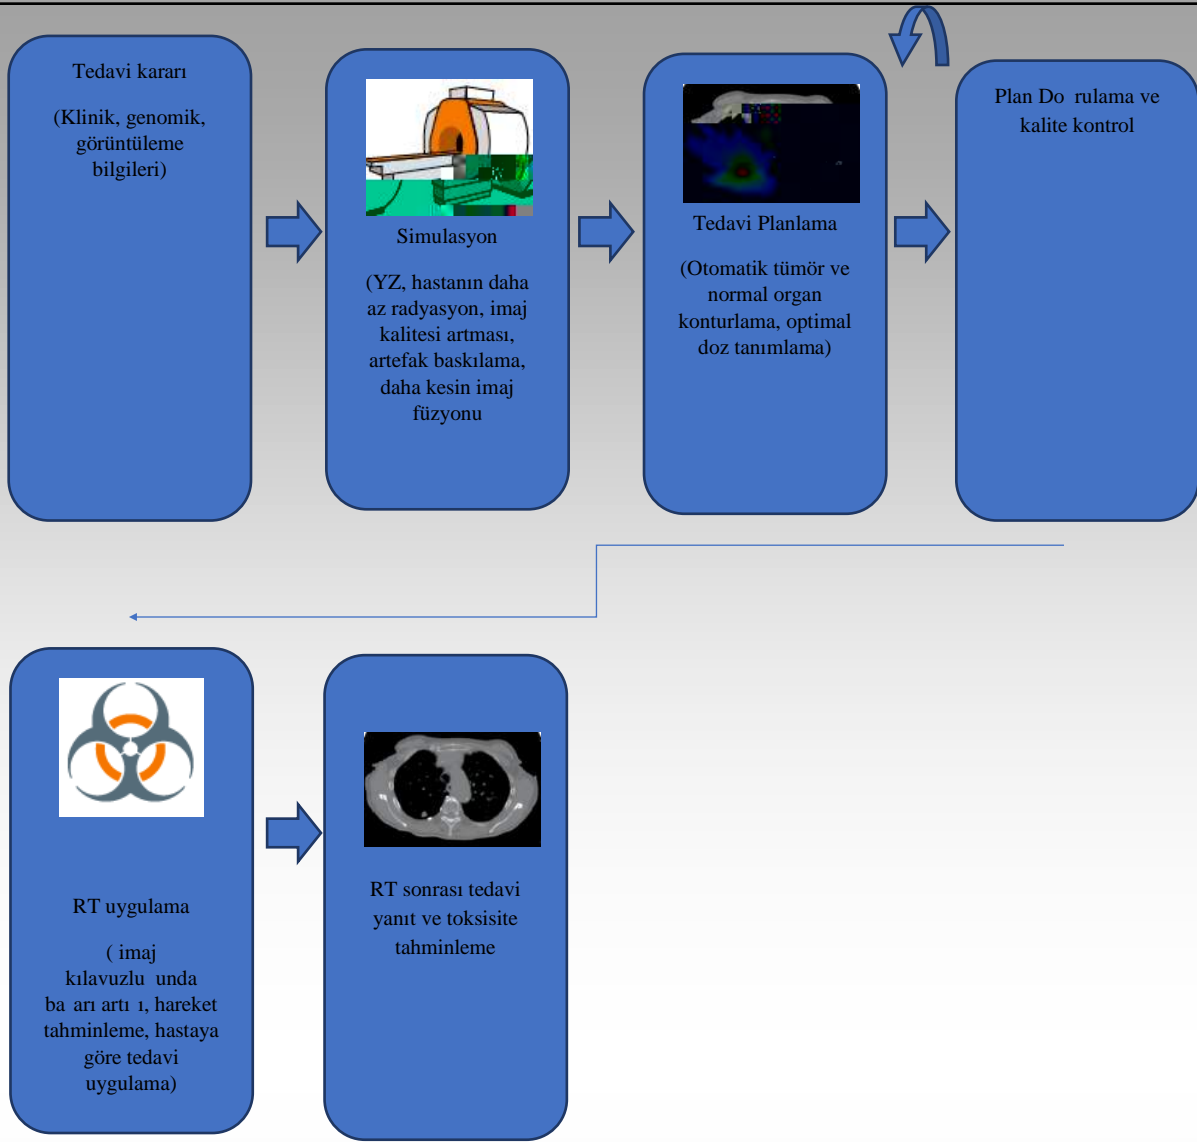 Tedavi kararı
(Klinik, genomik,
görüntüleme
bilgileri)
Simulasyon
(YZ, hastanın daha
az radyasyon, imaj
kalitesi artması,
artefak baskılama,
daha kesin imaj
füzyonu
Tedavi Planlama
(Otomatik tümör ve
normal organ
konturlama, optimal
doz tanımlama)
Plan Do rulama ve
kalite kontrol
RT uygulama
( imaj
kılavuzlu unda
ba arı artı ı, hareket
tahminleme, hastaya
göre tedavi
uygulama)
RT sonrası tedavi
yanıt ve toksisite
tahminleme